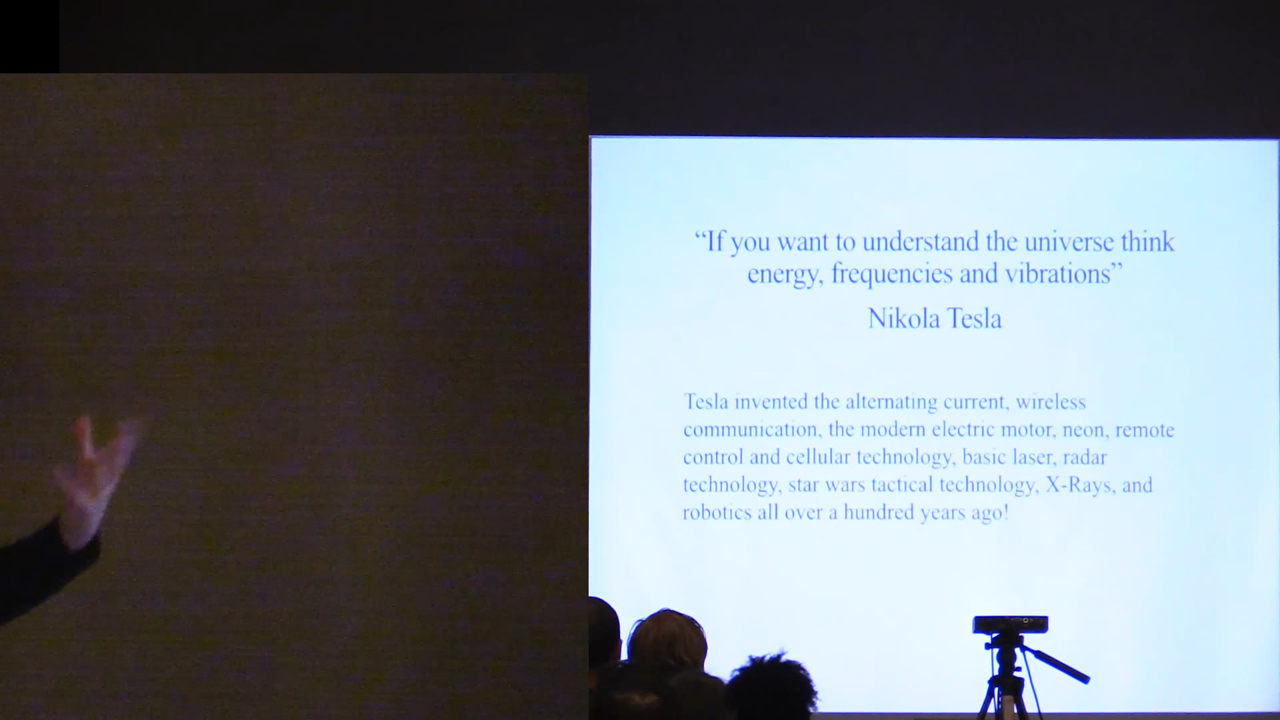 “If you want to understand the universe think
energy, frequencies and vibrations”
Nikola Tesla
Tesla invented the alternating current, wireless
communication, the modern electric motor, neon, remote
control and cellular technology, basic laser, radar
technology, star wars tactical technology, X-Rays, and
robotics all over a hundred years ago!